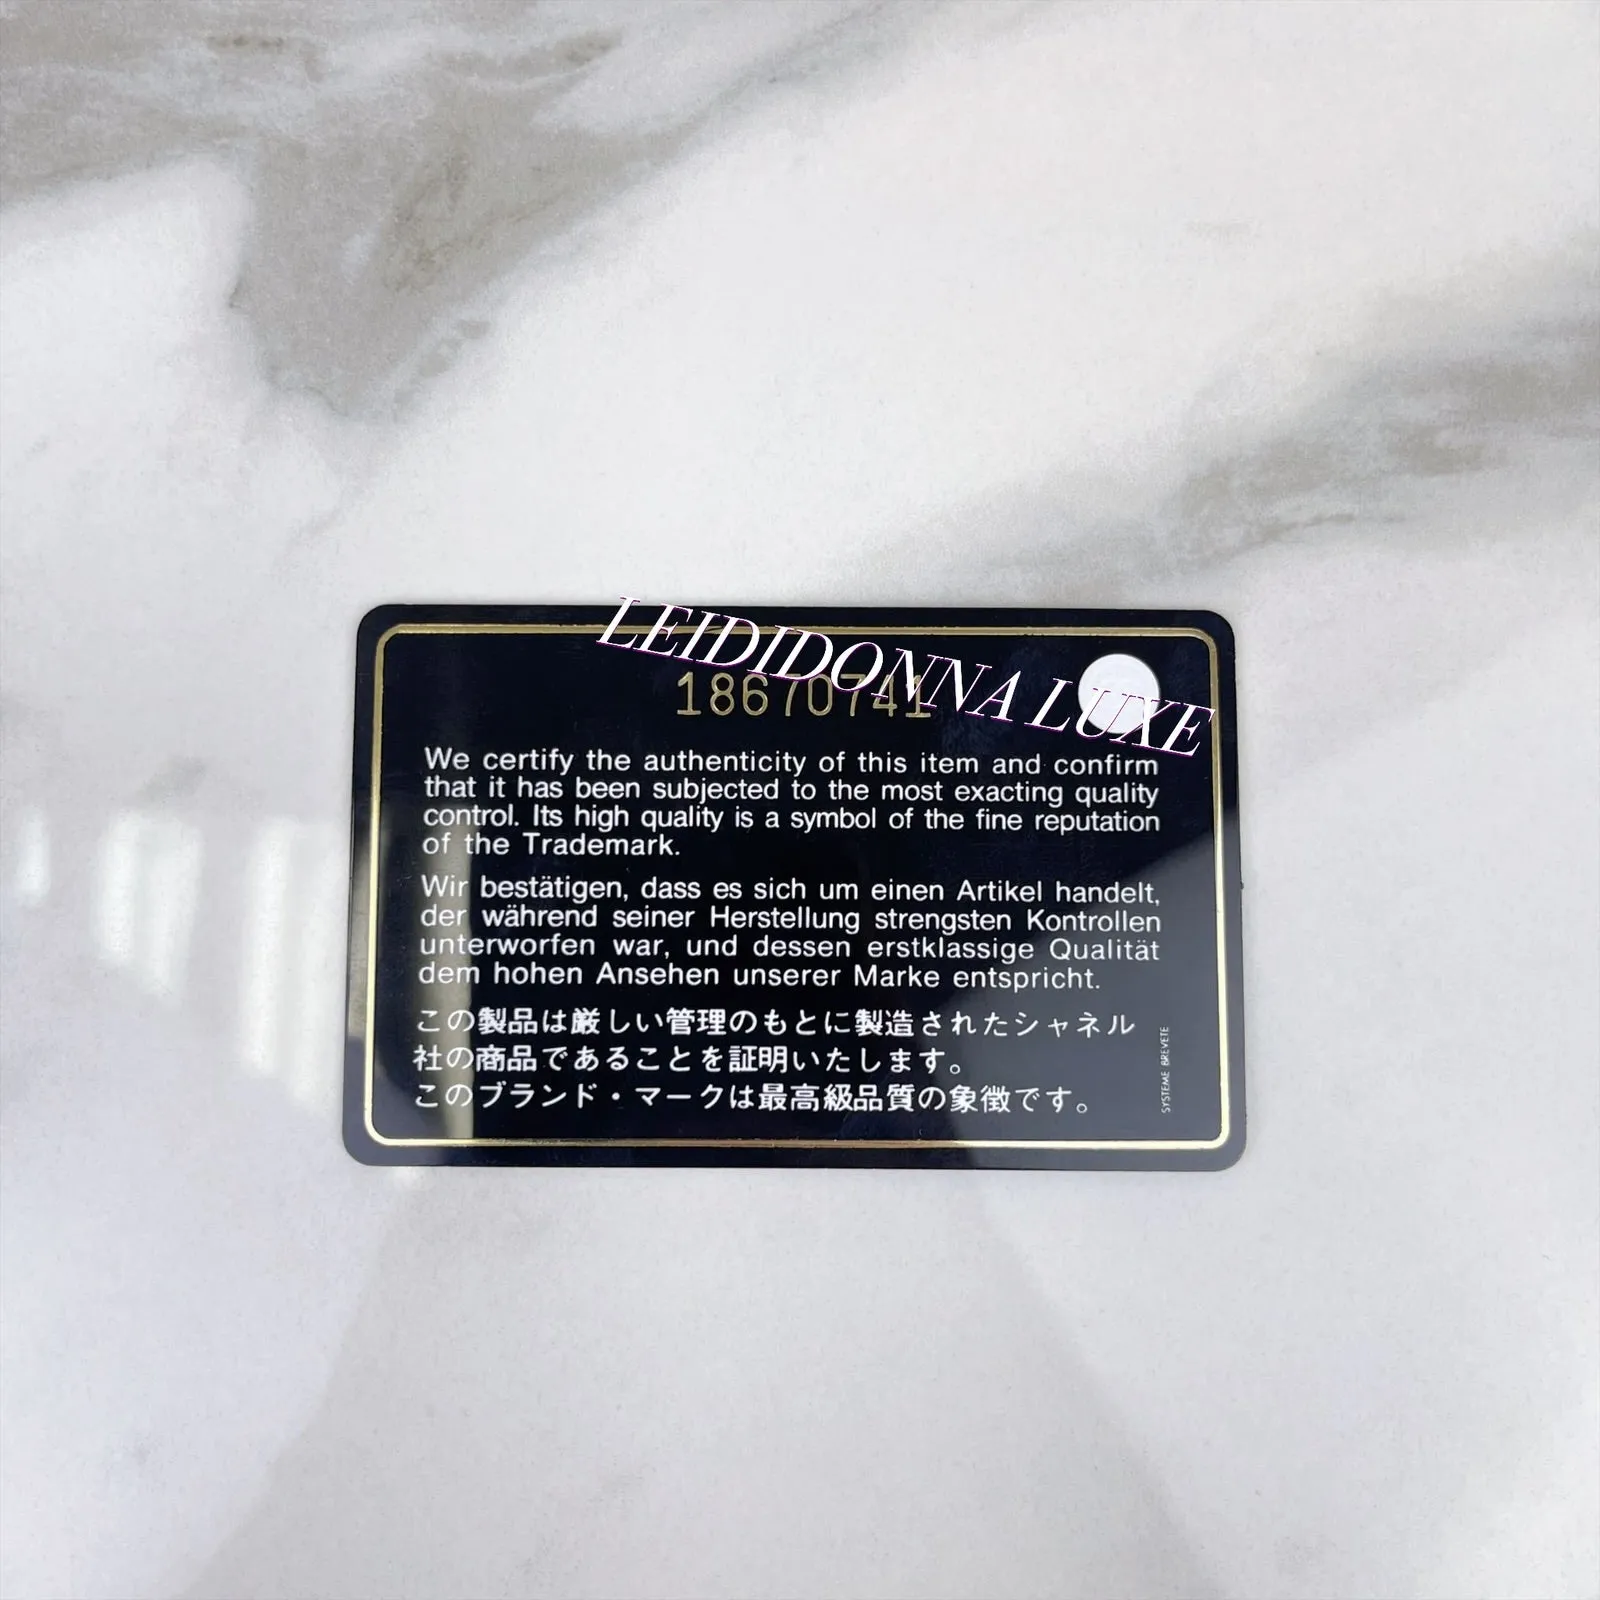 LEIDIDONNA LUXE
18670741
We certify the authenticity of this item and confirm
that it has been subjected to the most exacting quality
control. Its high quality is a symbol of the fine reputation
of the Trademark.
Wir bestätigen, dass es sich um einen Artikel handelt,
der während seiner Herstellung strengsten Kontrollen
unterworfen war, und dessen erstklassige Qualität
dem hohen Ansehen unserer Marke entspricht.
この製品は厳しい管理のもとに製造されたシャネル
社の商品であることを証明いたします。
このブランド・マークは最高級品質の象徴です。
SYSTEME BREVETE